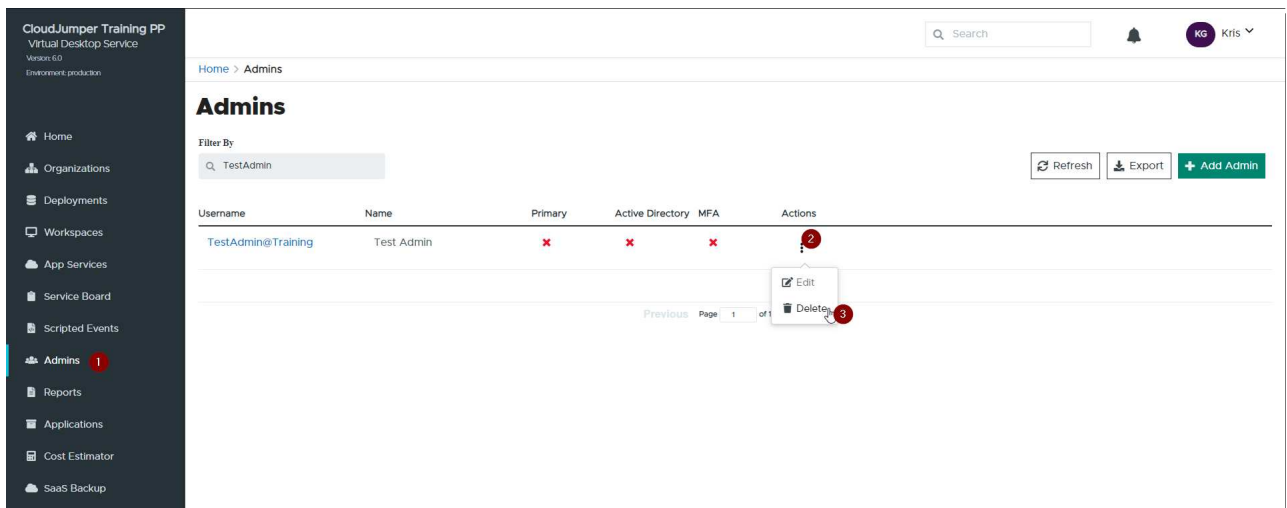 CloudJumper Training PP
Virtual Desktop Service
Version: 6.0
Environment: production
Search
KG Kris
Home > Admins
Admins
Home
Organizations
Deployments
Workspaces
App Services
Service Board
Scripted Events
Admins 1
Reports
Applications
Cost Estimator
SaaS Backup
Filter By
TestAdmin
Refresh Export + Add Admin
Username Name Primary Active Directory MFA Actions
TestAdmin@Training Test Admin 2
Edit
Delete 3
Previous Page 1 of 1